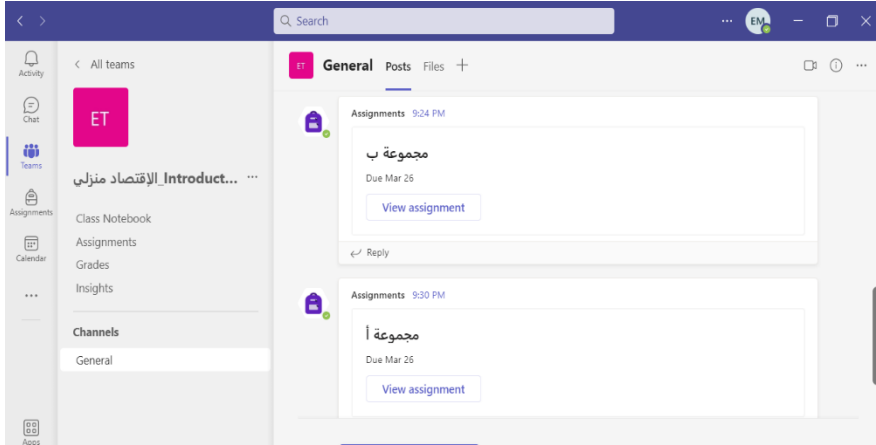 Search
EM
Activity
Chat
Teams
Assignments
Calendar
Apps
All teams
ET
الإقتصاد منزلي_Introduct...
Class Notebook
Assignments
Grades
Insights
Channels
General
ET General Posts Files
Assignments 9:24 PM
مجموعة ب
Due Mar 26
View assignment
Reply
Assignments 9:30 PM
مجموعة أ
Due Mar 26
View assignment